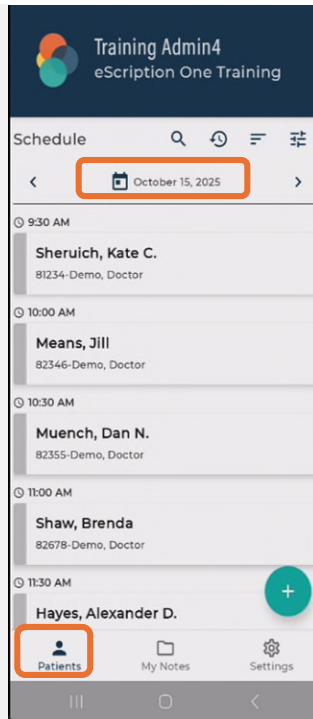 Training Admin4
eScription One Training
Schedule
October 15, 2025
9:30 AM
Sheruich, Kate C.
81234-Demo, Doctor
10:00 AM
Means, Jill
82346-Demo, Doctor
10:30 AM
Muench, Dan N.
82355-Demo, Doctor
11:00 AM
Shaw, Brenda
82678-Demo, Doctor
11:30 AM
Hayes, Alexander D.
Patients My Notes Settings